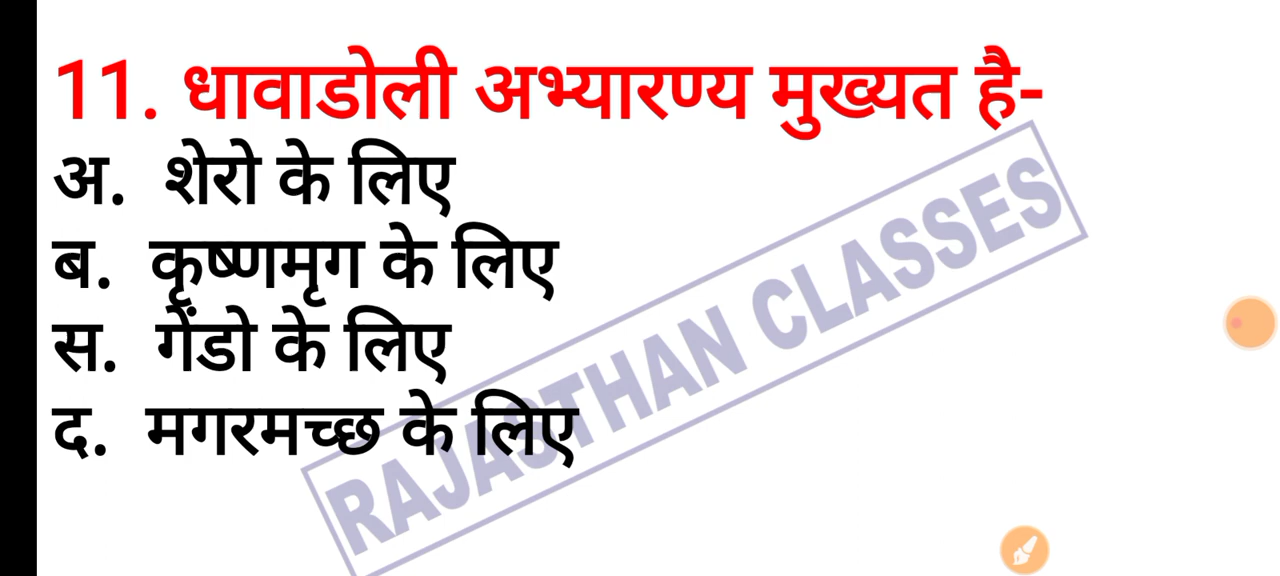 11. धावाडोली अभ्यारण्य मुख्यत है-
अ. शेरो के लिए
ब. कृष्णमृग के लिए
स. गेंडो के लिए
द. मगरमच्छ के लिए
RAJASTHAN CLASSES